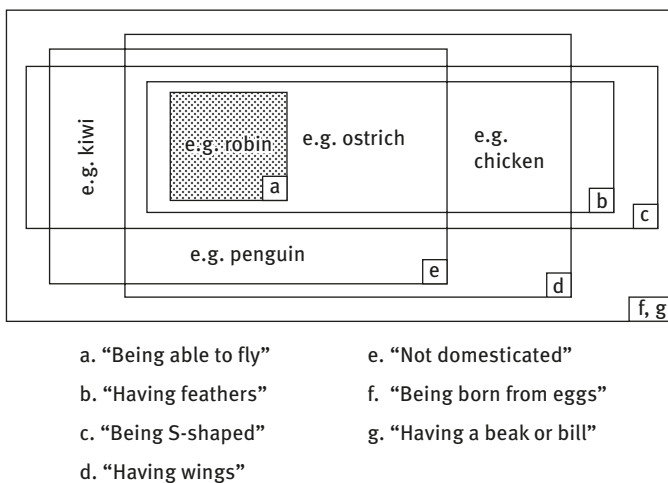 e.g. kiwi
e.g. robin
e.g. ostrich
e.g.
chicken
a
b
c
e.g. penguin
e
d
f, g
a. “Being able to fly”
b. “Having feathers”
c. “Being S-shaped”
d. “Having wings”
e. “Not domesticated”
f. “Being born from eggs”
g. “Having a beak or bill”